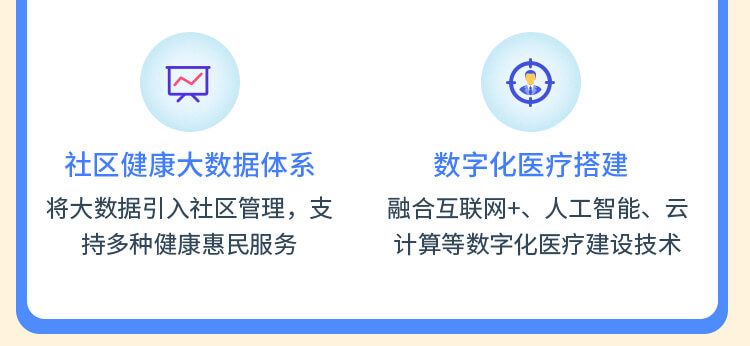 社区健康大数据体系
将大数据引入社区管理，支
持多种健康惠民服务
数字化医疗搭建
融合互联网+、人工智能、云
计算等数字化医疗建设技术